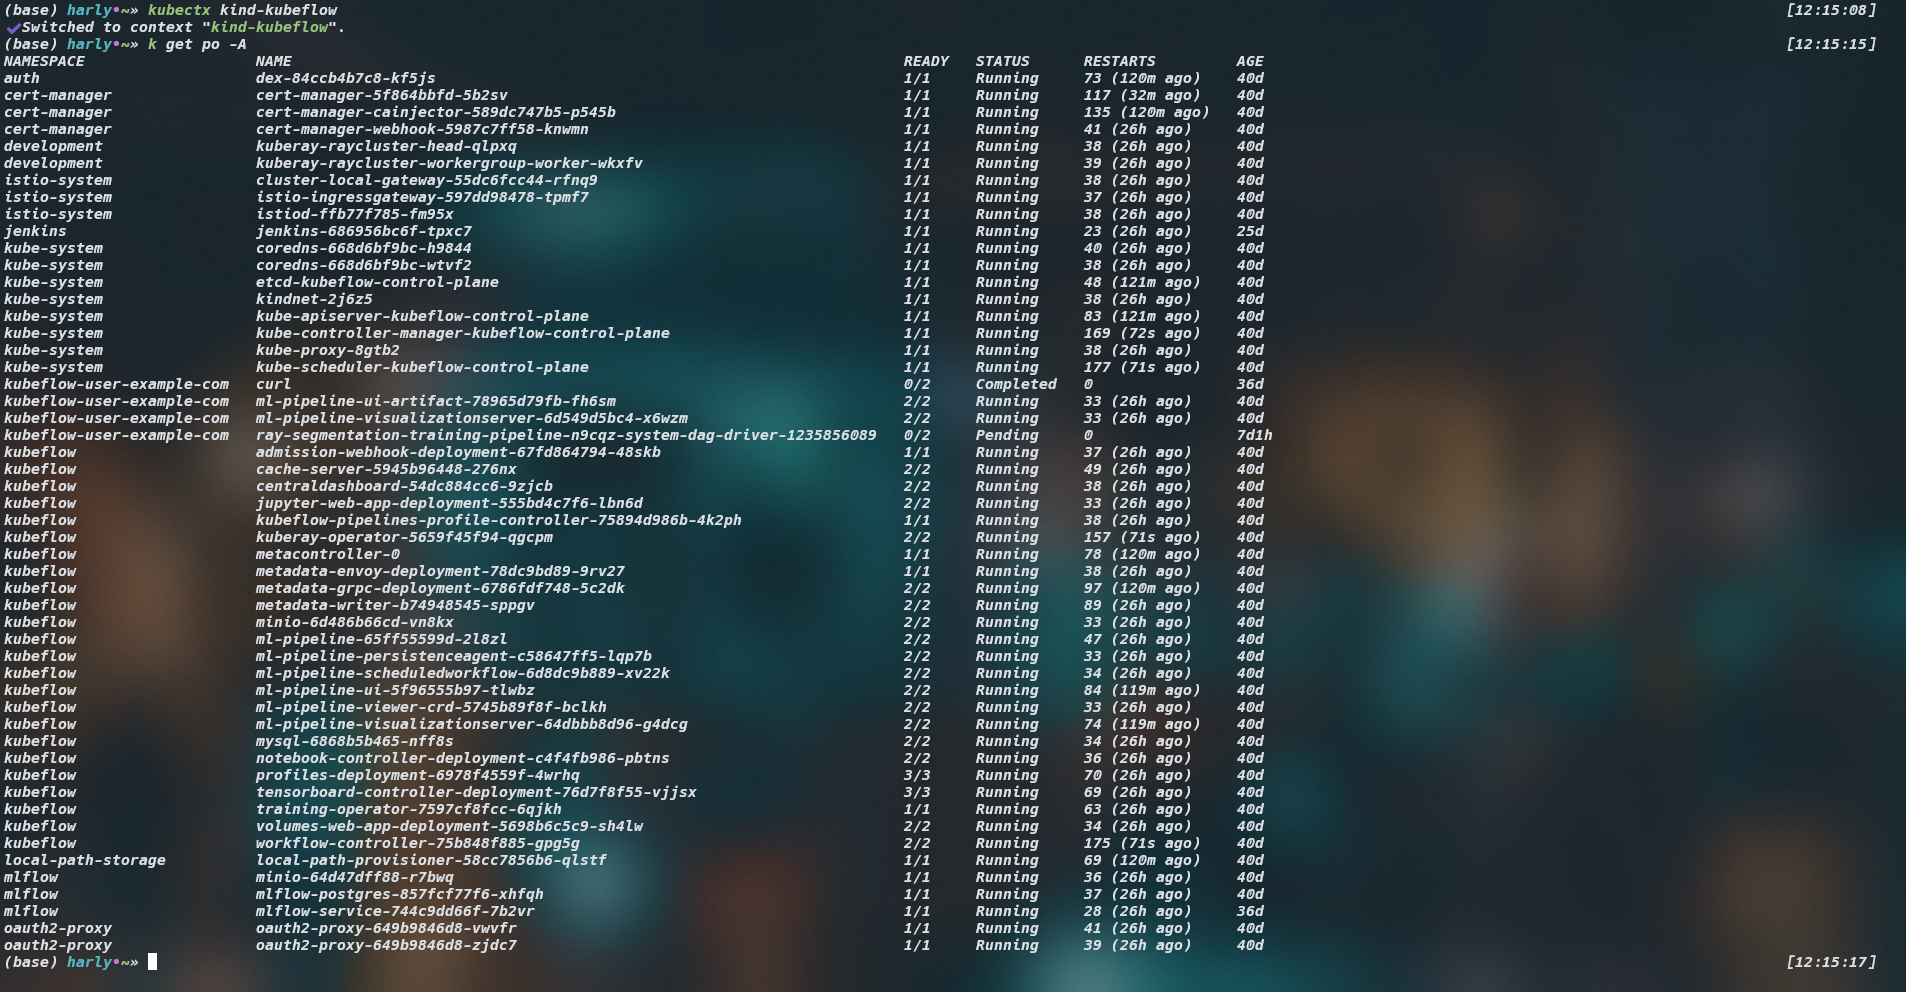 (base) harly•~» kubectx kind-kubeflow [12:15:08]
✔Switched to context "kind-kubeflow".
(base) harly•~» k get po -A [12:15:15]
NAMESPACE NAME READY STATUS RESTARTS AGE
auth dex-84ccb4b7c8-kf5js 1/1 Running 73 (120m ago) 40d
cert-manager cert-manager-5f864bbfd-5b2sv 1/1 Running 117 (32m ago) 40d
cert-manager cert-manager-cainjector-589dc747b5-p545b 1/1 Running 135 (120m ago) 40d
cert-manager cert-manager-webhook-5987c7ff58-knwmn 1/1 Running 41 (26h ago) 40d
development kuberay-raycluster-head-qlpxq 1/1 Running 38 (26h ago) 40d
development kuberay-raycluster-workergroup-worker-wkxfv 1/1 Running 39 (26h ago) 40d
istio-system cluster-local-gateway-55dc6fcc44-rfnq9 1/1 Running 38 (26h ago) 40d
istio-system istio-ingressgateway-597dd98478-tpmf7 1/1 Running 37 (26h ago) 40d
istio-system istiod-ffb77f785-fm95x 1/1 Running 38 (26h ago) 40d
jenkins jenkins-686956bc6f-tpxc7 1/1 Running 23 (26h ago) 25d
kube-system coredns-668d6bf9bc-h9844 1/1 Running 40 (26h ago) 40d
kube-system coredns-668d6bf9bc-wtvf2 1/1 Running 38 (26h ago) 40d
kube-system etcd-kubeflow-control-plane 1/1 Running 48 (121m ago) 40d
kube-system kindnet-2j6z5 1/1 Running 38 (26h ago) 40d
kube-system kube-apiserver-kubeflow-control-plane 1/1 Running 83 (121m ago) 40d
kube-system kube-controller-manager-kubeflow-control-plane 1/1 Running 169 (72s ago) 40d
kube-system kube-proxy-8gtb2 1/1 Running 38 (26h ago) 40d
kube-system kube-scheduler-kubeflow-control-plane 1/1 Running 177 (71s ago) 40d
kubeflow-user-example-com curl 0/2 Completed 0 36d
kubeflow-user-example-com ml-pipeline-ui-artifact-78965d79fb-fh6sm 2/2 Running 33 (26h ago) 40d
kubeflow-user-example-com ml-pipeline-visualizationserver-6d549d5bc4-x6wzm 2/2 Running 33 (26h ago) 40d
kubeflow-user-example-com ray-segmentation-training-pipeline-n9cqz-system-dag-driver-1235856089 0/2 Pending 0 7d1h
kubeflow admission-webhook-deployment-67fd864794-48skb 1/1 Running 37 (26h ago) 40d
kubeflow cache-server-5945b96448-276nx 2/2 Running 49 (26h ago) 40d
kubeflow centraldashboard-54dc884cc6-9zjcb 2/2 Running 38 (26h ago) 40d
kubeflow jupyter-web-app-deployment-555bd4c7f6-lbn6d 2/2 Running 33 (26h ago) 40d
kubeflow kubeflow-pipelines-profile-controller-75894d986b-4k2ph 1/1 Running 38 (26h ago) 40d
kubeflow kuberay-operator-5659f45f94-qgcpm 2/2 Running 157 (71s ago) 40d
kubeflow metacontroller-0 1/1 Running 78 (120m ago) 40d
kubeflow metadata-envoy-deployment-78dc9bd89-9rv27 1/1 Running 38 (26h ago) 40d
kubeflow metadata-grpc-deployment-6786fdf748-5c2dk 2/2 Running 97 (120m ago) 40d
kubeflow metadata-writer-b74948545-sppgv 2/2 Running 89 (26h ago) 40d
kubeflow minio-6d486b66cd-vn8kx 2/2 Running 33 (26h ago) 40d
kubeflow ml-pipeline-65ff55599d-2l8zl 2/2 Running 47 (26h ago) 40d
kubeflow ml-pipeline-persistenceagent-c58647ff5-lqp7b 2/2 Running 33 (26h ago) 40d
kubeflow ml-pipeline-scheduledworkflow-6d8dc9b889-xv22k 2/2 Running 34 (26h ago) 40d
kubeflow ml-pipeline-ui-5f96555b97-tlwbz 2/2 Running 84 (119m ago) 40d
kubeflow ml-pipeline-viewer-crd-5745b89f8f-bclkh 2/2 Running 33 (26h ago) 40d
kubeflow ml-pipeline-visualizationserver-64dbbb8d96-g4dcg 2/2 Running 74 (119m ago) 40d
kubeflow mysql-6868b5b465-nff8s 2/2 Running 34 (26h ago) 40d
kubeflow notebook-controller-deployment-c4f4fb986-pbtns 2/2 Running 36 (26h ago) 40d
kubeflow profiles-deployment-6978f4559f-4wrhq 3/3 Running 70 (26h ago) 40d
kubeflow tensorboard-controller-deployment-76d7f8f55-vjjsx 3/3 Running 69 (26h ago) 40d
kubeflow training-operator-7597cf8fcc-6qjkh 1/1 Running 63 (26h ago) 40d
kubeflow volumes-web-app-deployment-5698b6c5c9-sh4lw 2/2 Running 34 (26h ago) 40d
kubeflow workflow-controller-75b848f885-gpg5g 2/2 Running 175 (71s ago) 40d
local-path-storage local-path-provisioner-58cc7856b6-qlstf 1/1 Running 69 (120m ago) 40d
mlflow minio-64d47dff88-r7bwq 1/1 Running 36 (26h ago) 40d
mlflow mlflow-postgres-857fcf77f6-xhfqh 1/1 Running 37 (26h ago) 40d
mlflow mlflow-service-744c9dd66f-7b2vr 1/1 Running 28 (26h ago) 36d
oauth2-proxy oauth2-proxy-649b9846d8-vwvfr 1/1 Running 41 (26h ago) 40d
oauth2-proxy oauth2-proxy-649b9846d8-zjdc7 1/1 Running 39 (26h ago) 40d
(base) harly•~» [12:15:17]